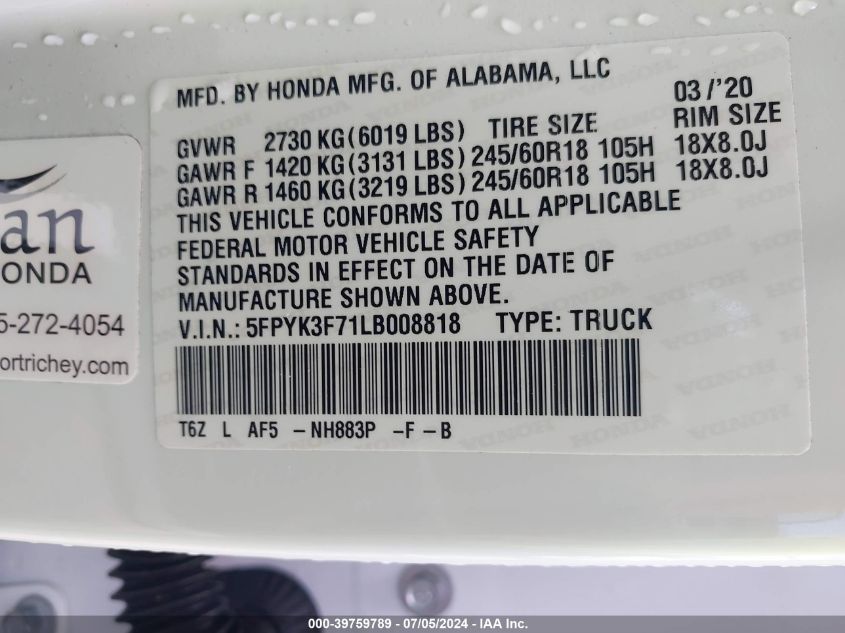 MFD. BY HONDA MFG. OF ALABAMA, LLC
03/'20
GVWR 2730 KG(6019 LBS) TIRE SIZE RIM SIZE
GAWR F 1420 KG(3131 LBS) 245/60R18 105H 18X8.0J
GAWR R 1460 KG(3219 LBS) 245/60R18 105H 18X8.0J
THIS VEHICLE CONFORMS TO ALL APPLICABLE
FEDERAL MOTOR VEHICLE SAFETY
STANDARDS IN EFFECT ON THE DATE OF
MANUFACTURE SHOWN ABOVE.
V.I.N.: 5FPYK3F71LB008818 TYPE: TRUCK
T6Z L AF5 -NH883P -F -B
an
ONDA
5-272-4054
ortrichey.com
000-39759789 - 07/05/2024 - IAA Inc.